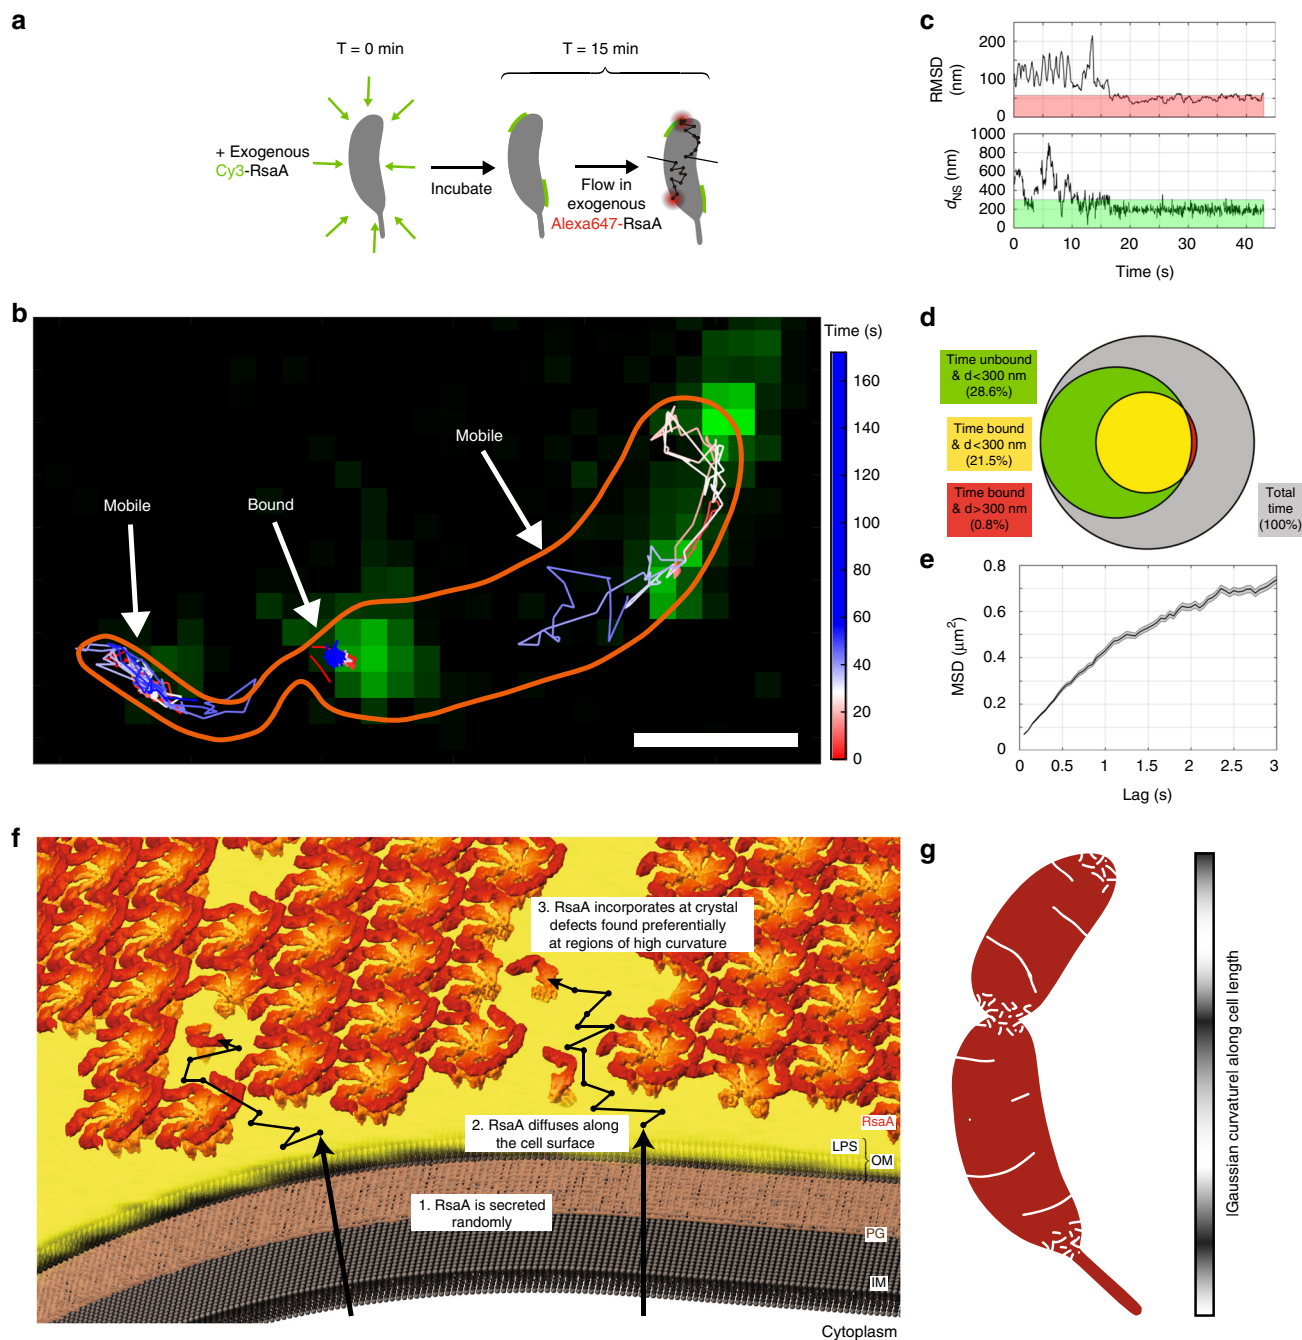 a
T = 0 min
T = 15 min
+ Exogenous
Cy3-RsaA
Incubate
Flow in
exogenous
Alexa647-RsaA
c
200
100
0
RMSD
(nm)
1000
800
600
400
200
0
dNS
(nm)
0
10
20
30
40
Time (s)
b
Mobile
Bound
Mobile
Time (s)
160
140
120
100
80
60
40
20
0
d
Time unbound
& d<300 nm
(28.6%)
Time bound
& d<300 nm
(21.5%)
Time bound
& d>300 nm
(0.8%)
Total
time
(100%)
e
0.8
0.6
0.4
0.2
0
MSD (μm²)
0
0.5
1
1.5
2
2.5
3
Lag (s)
f
3. RsaA incorporates at crystal
defects found preferentially
at regions of high curvature
2. RsaA diffuses along
the cell surface
1. RsaA is secreted
randomly
RsaA
LPS
OM
PG
IM
Cytoplasm
g
|Gaussian curvature| along cell length